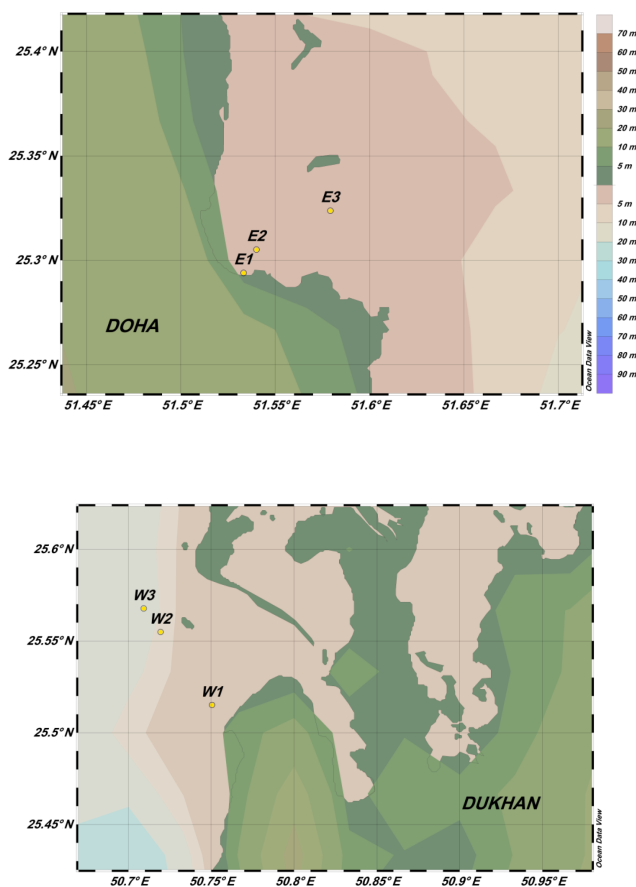 70 m
60 m
50 m
40 m
30 m
20 m
10 m
5 m
5 m
10 m
20 m
30 m
40 m
50 m
60 m
70 m
80 m
90 m
Ocean Data View
25.4°N
25.35°N
25.3°N
25.25°N
E3
E2
E1
DOHA
51.45°E
51.5°E
51.55°E
51.6°E
51.65°E
51.7°E
25.6°N
25.55°N
25.5°N
25.45°N
W3
W2
W1
DUKHAN
Ocean Data View
50.7°E
50.75°E
50.8°E
50.85°E
50.9°E
50.95°E